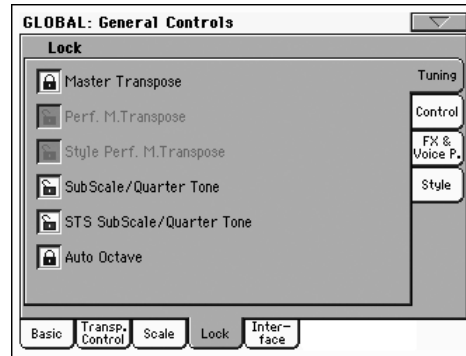 GLOBAL: General Controls
Lock
Master Transpose
Perf. M.Transpose
Style Perf. M.Transpose
SubScale/Quarter Tone
STS SubScale/Quarter Tone
Auto Octave
Tuning
Control
FX &
Voice P.
Style
Basic
Transp.
Control
Scale
Lock
Inter-
face